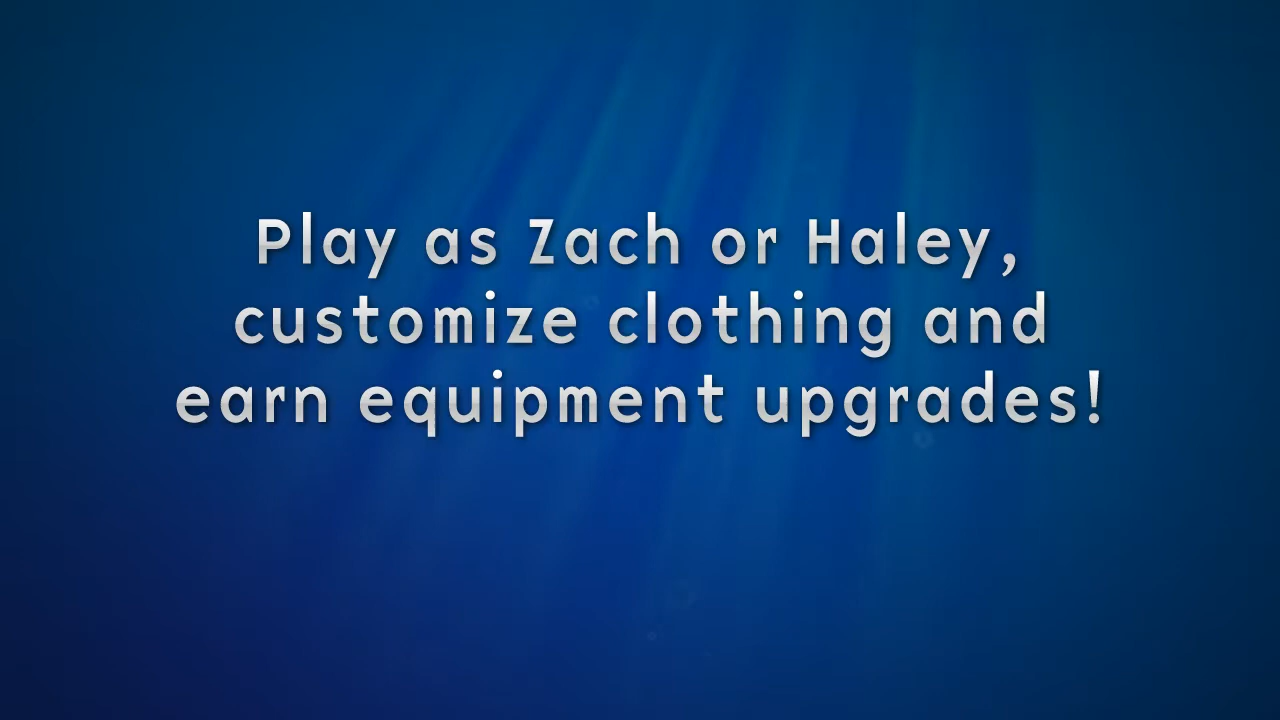 Play as Zach or Haley,
customize clothing and
earn equipment upgrades!